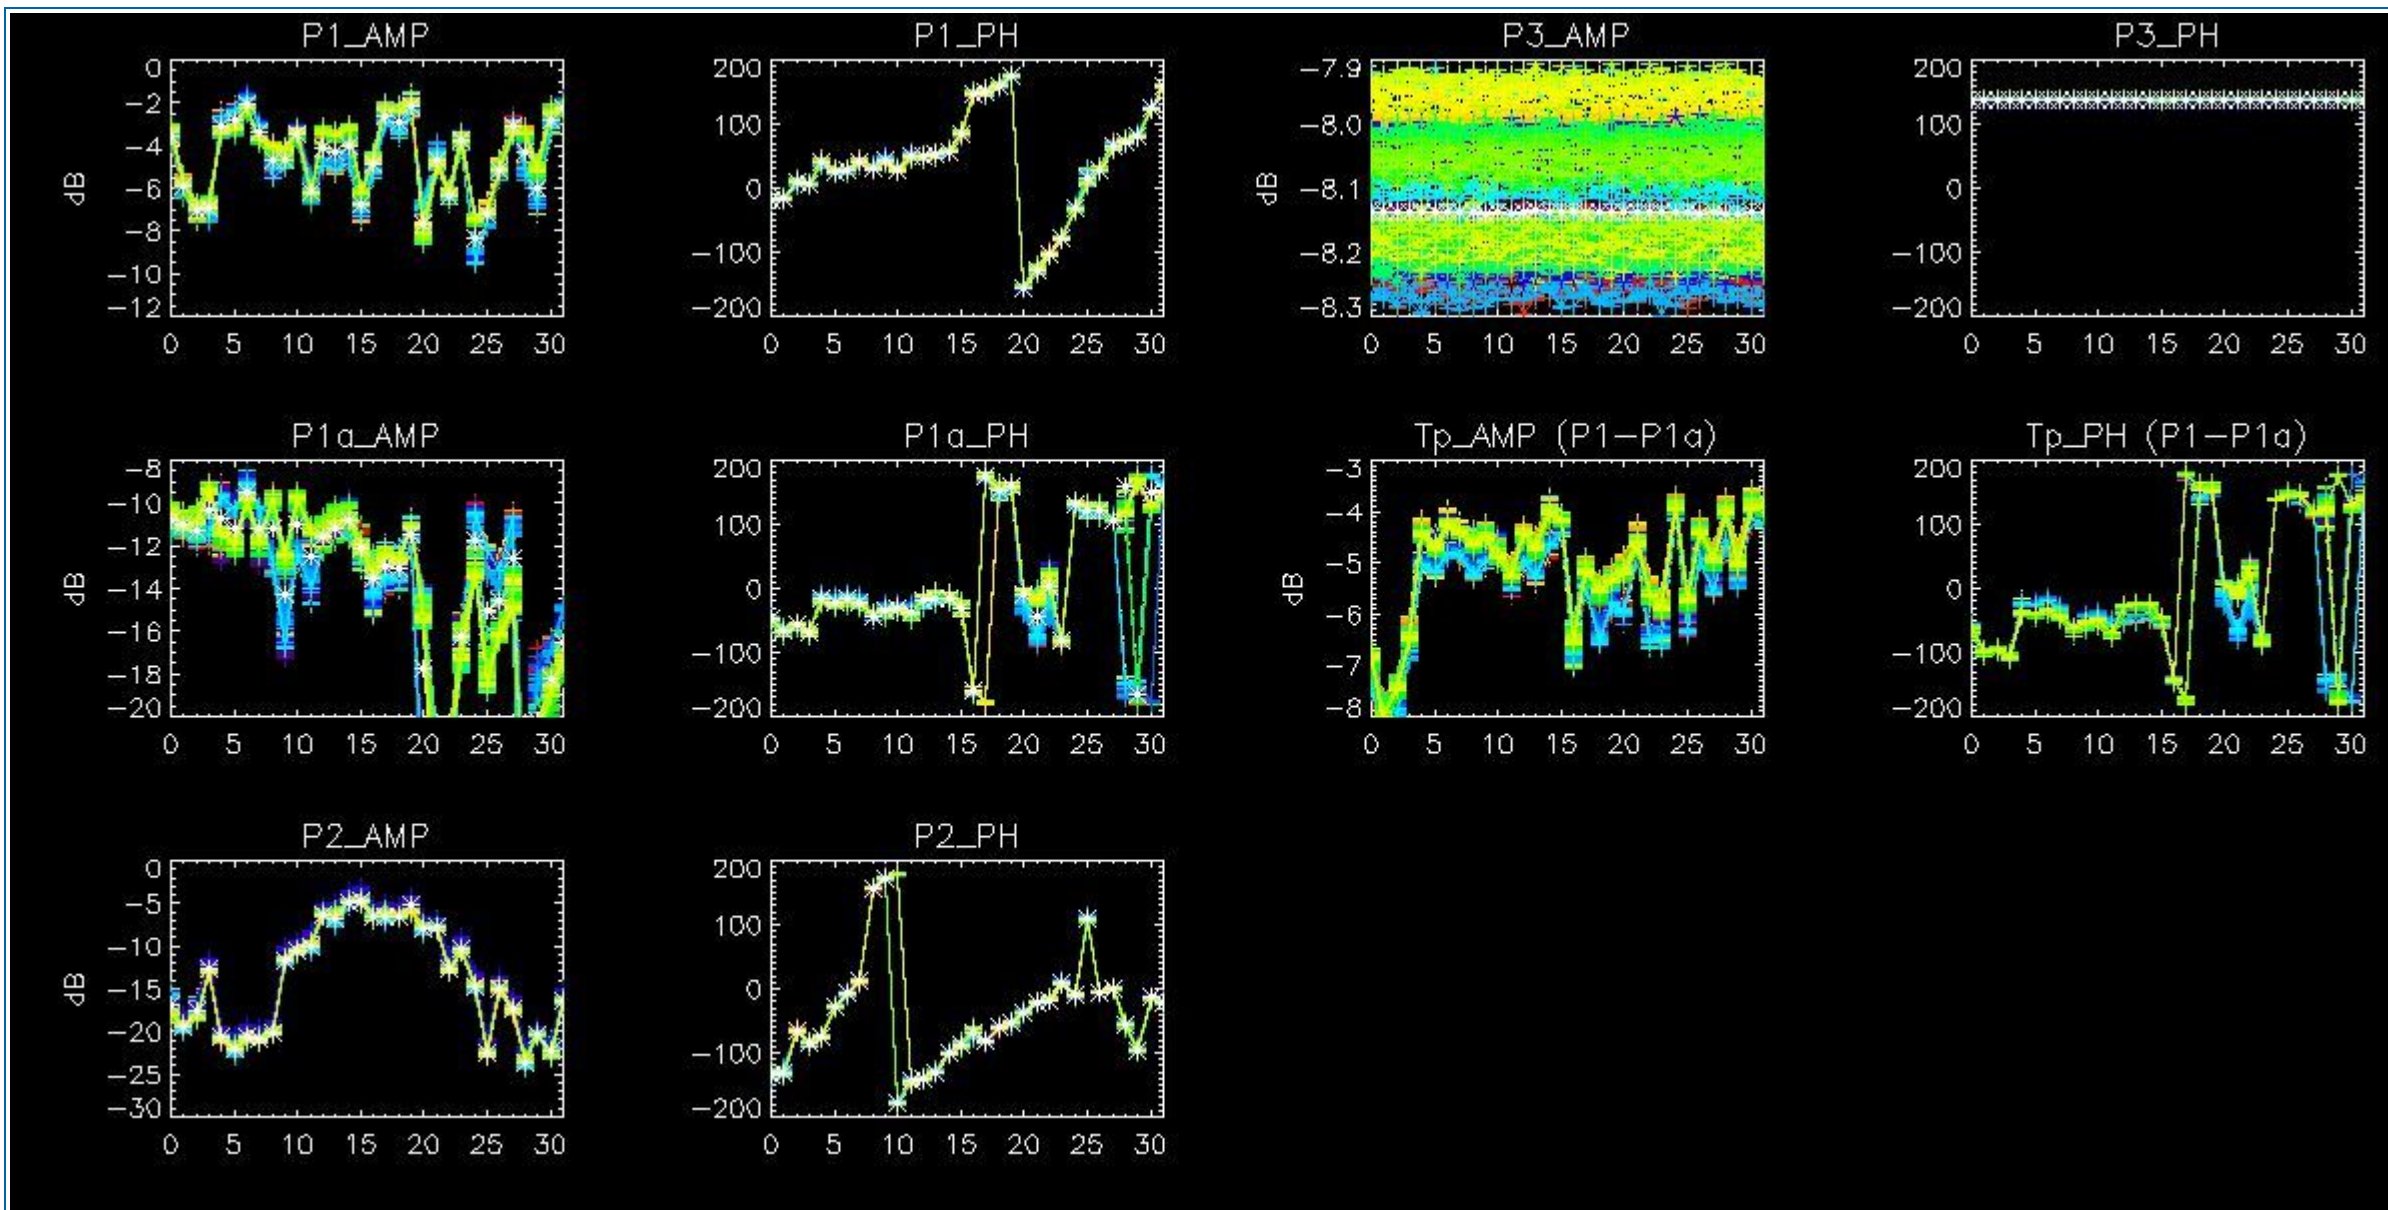 P1_AMP
0
−2
−4
−6
−8
−10
−12
dB
0 5 10 15 20 25 30
P1_PH
200
100
0
−100
−200
0 5 10 15 20 25 30
P3_AMP
−7.9
−8.0
−8.1
−8.2
−8.3
dB
0 5 10 15 20 25 30
P3_PH
200
100
0
−100
−200
0 5 10 15 20 25 30
P1a_AMP
−8
−10
−12
−14
−16
−18
−20
dB
0 5 10 15 20 25 30
P1a_PH
200
100
0
−100
−200
0 5 10 15 20 25 30
Tp_AMP (P1−P1a)
−3
−4
−5
−6
−7
−8
dB
0 5 10 15 20 25 30
Tp_PH (P1−P1a)
200
100
0
−100
−200
0 5 10 15 20 25 30
P2_AMP
0
−5
−10
−15
−20
−25
−30
dB
0 5 10 15 20 25 30
P2_PH
200
100
0
−100
−200
0 5 10 15 20 25 30